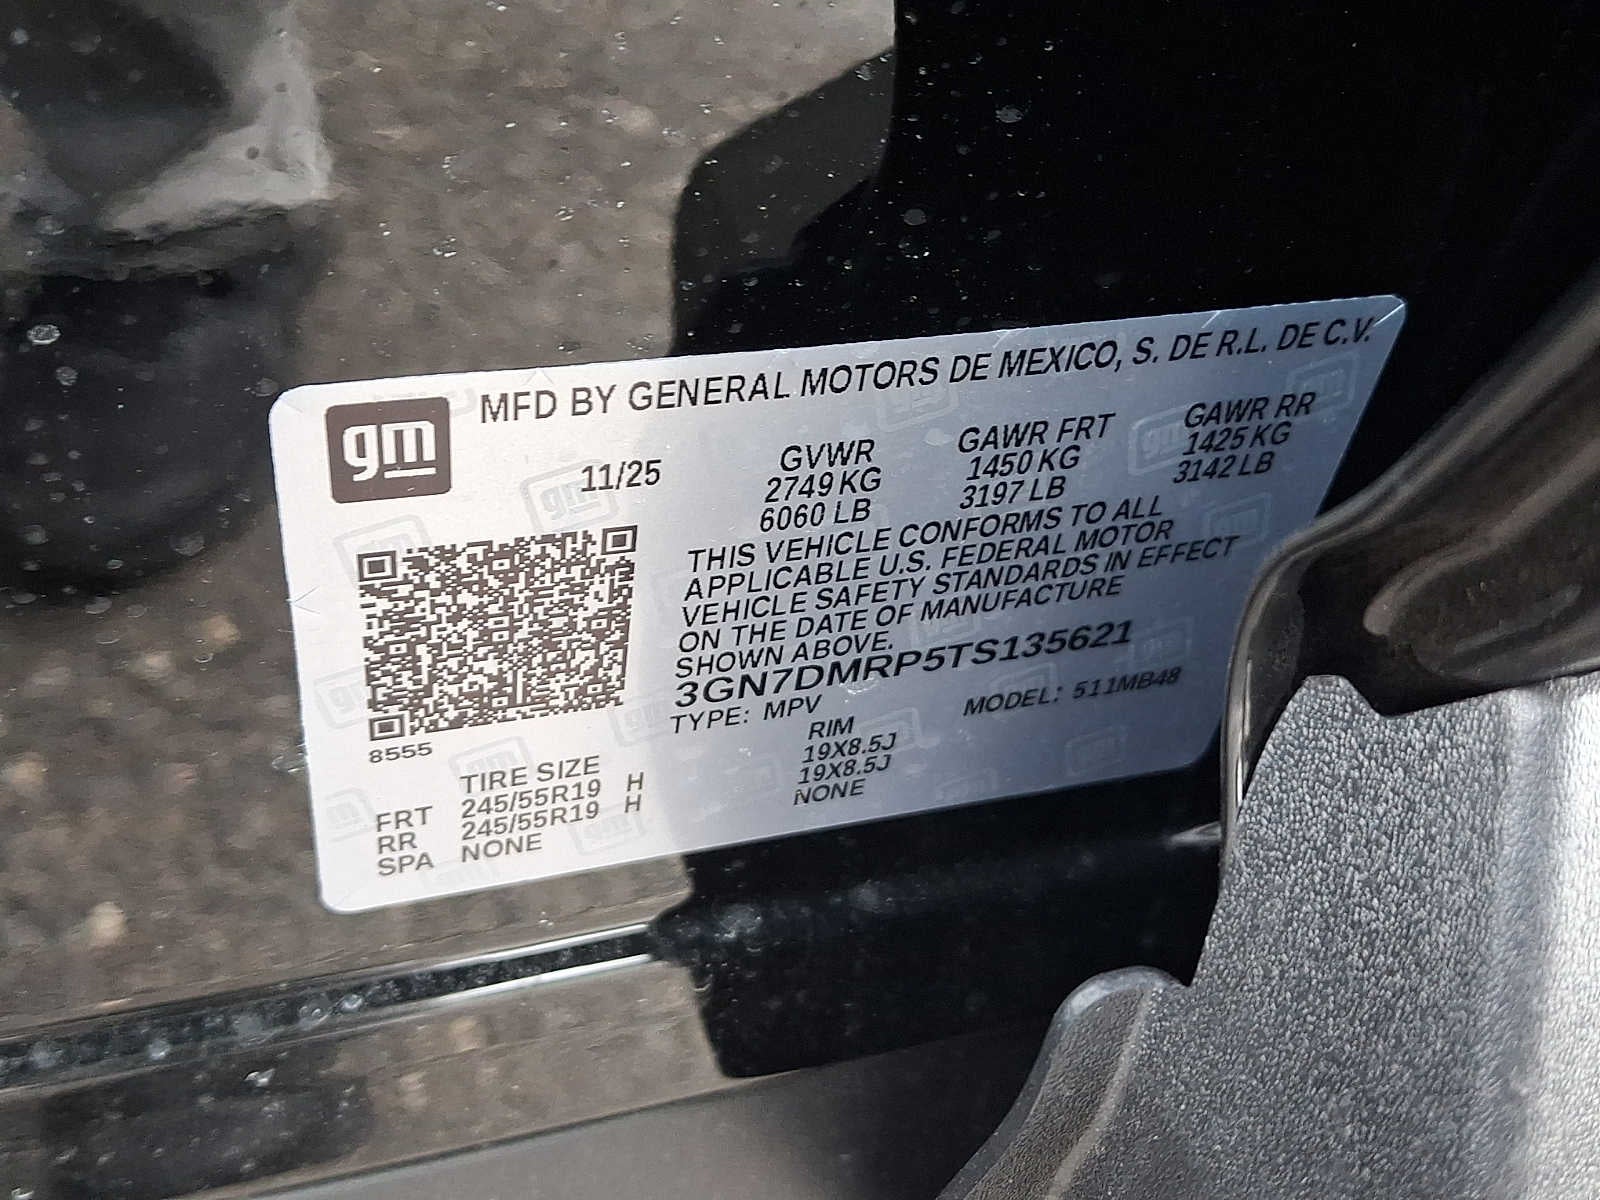 MFD BY GENERAL MOTORS DE MEXICO, S. DE R.L. DE C.V.
gm
11/25
GVWR GAWR FRT GAWR RR
2749 KG 1450 KG 1425 KG
6060 LB 3197 LB 3142 LB
THIS VEHICLE CONFORMS TO ALL
APPLICABLE U.S. FEDERAL MOTOR
VEHICLE SAFETY STANDARDS IN EFFECT
ON THE DATE OF MANUFACTURE
SHOWN ABOVE.
3GN7DMRP5TS135621
TYPE: MPV MODEL: 511MB48
8555
TIRE SIZE RIM
FRT 245/55R19 H 19X8.5J
RR 245/55R19 H 19X8.5J
SPA NONE NONE